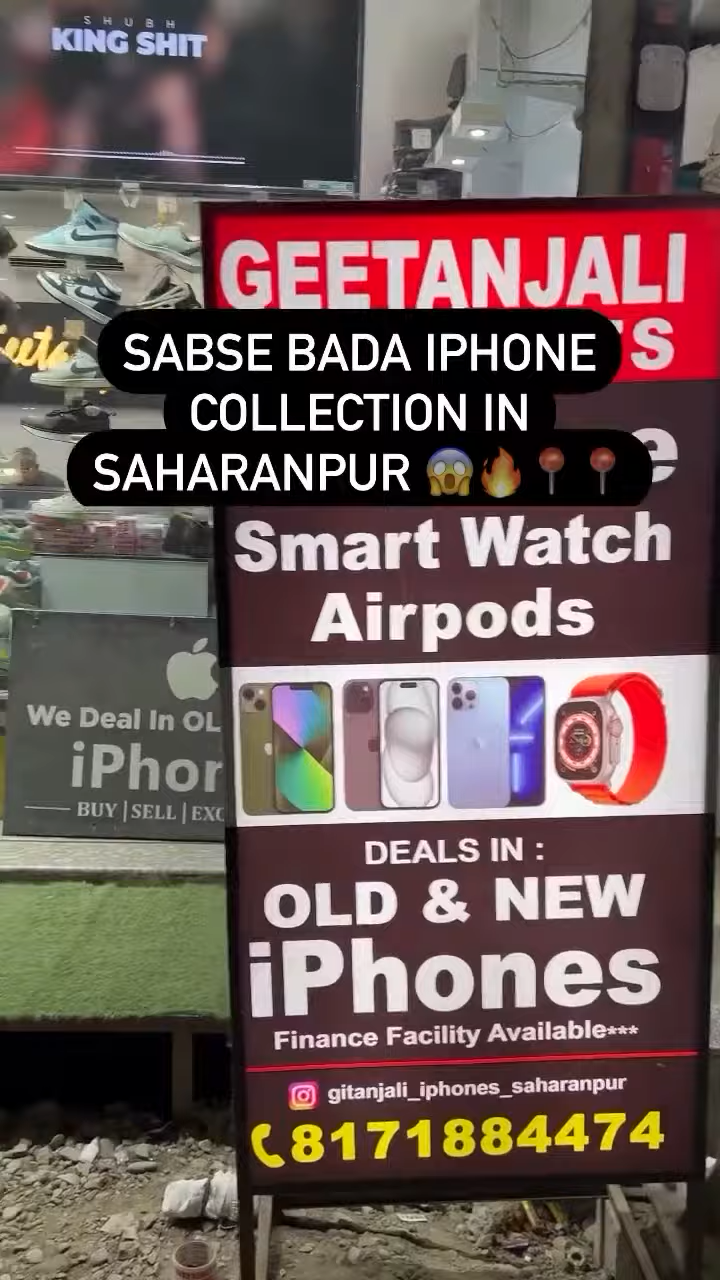 SHUBH
KING SHIT
GEETANJALI
SABSE BADA IPHONE
COLLECTION IN
SAHARANPUR 😱🔥📍📍
Smart Watch
Airpods
We Deal In OL
iPhon
BUY | SELL | EXC
DEALS IN :
OLD & NEW
iPhones
Finance Facility Available***
gitanjali_iphones_saharanpur
8171884474